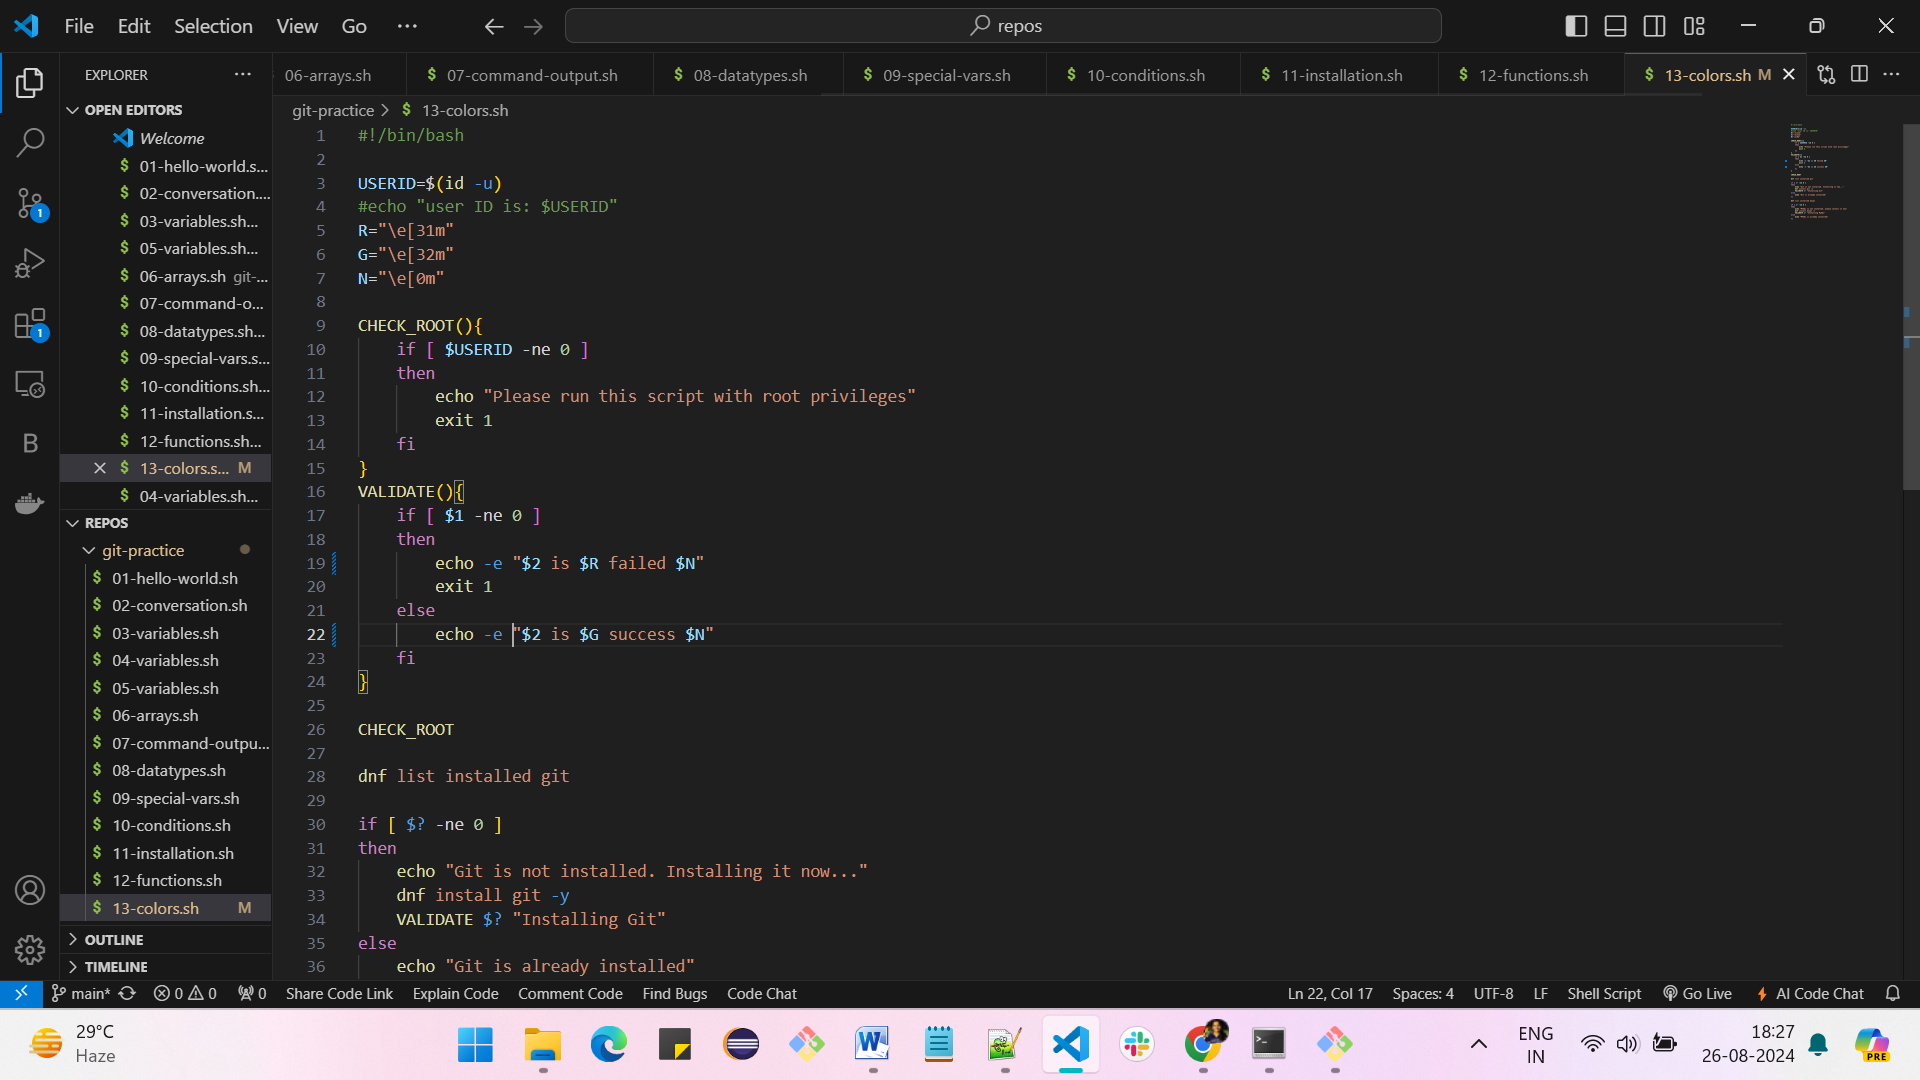 File Edit Selection View Go ··· repos
EXPLORER ···
06-arrays.sh $ 07-command-output.sh $ 08-datatypes.sh $ 09-special-vars.sh $ 10-conditions.sh $ 11-installation.sh $ 12-functions.sh $ 13-colors.sh M
OPEN EDITORS
Welcome
$ 01-hello-world.s...
$ 02-conversation....
$ 03-variables.sh...
$ 05-variables.sh...
$ 06-arrays.sh git-...
$ 07-command-o...
$ 08-datatypes.sh...
$ 09-special-vars.s...
$ 10-conditions.sh...
$ 11-installation.s...
$ 12-functions.sh...
$ 13-colors.s... M
$ 04-variables.sh...
REPOS
git-practice
$ 01-hello-world.sh
$ 02-conversation.sh
$ 03-variables.sh
$ 04-variables.sh
$ 05-variables.sh
$ 06-arrays.sh
$ 07-command-outpu...
$ 08-datatypes.sh
$ 09-special-vars.sh
$ 10-conditions.sh
$ 11-installation.sh
$ 12-functions.sh
$ 13-colors.sh M
OUTLINE
TIMELINE
1
1
B
git-practice > $ 13-colors.sh
1 #!/bin/bash
2
3 USERID=$(id -u)
4 #echo "user ID is: $USERID"
5 R="\e[31m"
6 G="\e[32m"
7 N="\e[0m"
8
9 CHECK_ROOT(){
10 if [ $USERID -ne 0 ]
11 then
12 echo "Please run this script with root privileges"
13 exit 1
14 fi
15 }
16 VALIDATE(){
17 if [ $1 -ne 0 ]
18 then
19 echo -e "$2 is $R failed $N"
20 exit 1
21 else
22 echo -e "$2 is $G success $N"
23 fi
24 }
25
26 CHECK_ROOT
27
28 dnf list installed git
29
30 if [ $? -ne 0 ]
31 then
32 echo "Git is not installed. Installing it now..."
33 dnf install git -y
34 VALIDATE $? "Installing Git"
35 else
36 echo "Git is already installed"
main* 0 0 0 Share Code Link Explain Code Comment Code Find Bugs Code Chat Ln 22, Col 17 Spaces: 4 UTF-8 LF Shell Script Go Live AI Code Chat
29°C
Haze
ENG
IN
18:27
26-08-2024
PRE